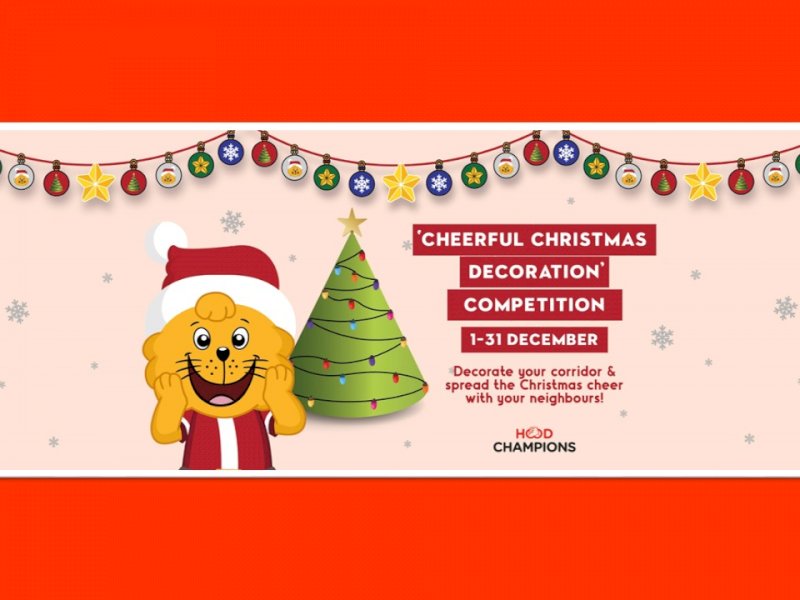 'CHEERFUL CHRISTMAS
DECORATION'
COMPETITION
1-31 DECEMBER
Decorate your corridor &
spread the Christmas cheer
with your neighbours!
HOOD
CHAMPIONS